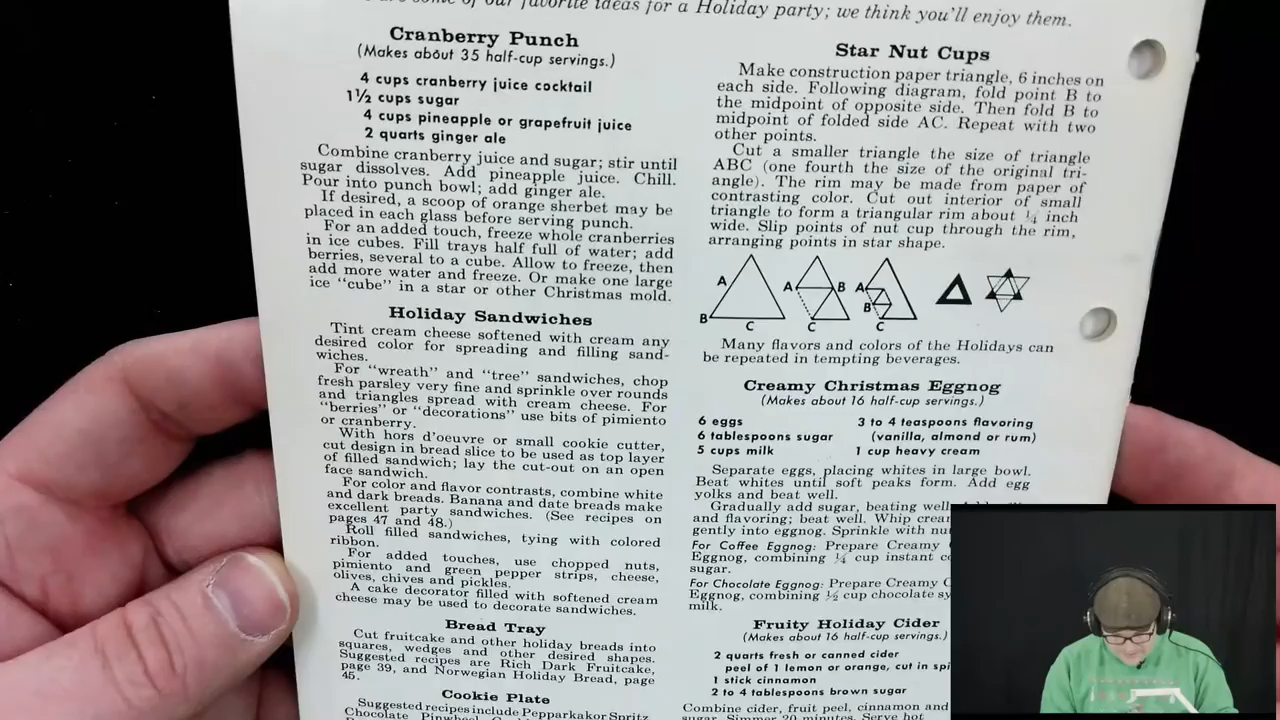 some of our favorite ideas for a Holiday party; we think you'll enjoy them.
Cranberry Punch
(Makes about 35 half-cup servings.)
4 cups cranberry juice cocktail
1½ cups sugar
4 cups pineapple or grapefruit juice
2 quarts ginger ale
Combine cranberry juice and sugar; stir until
sugar dissolves. Add pineapple juice. Chill.
Pour into punch bowl; add ginger ale.
If desired, a scoop of orange sherbet may be
placed in each glass before serving punch.
For an added touch, freeze whole cranberries
in ice cubes. Fill trays half full of water; add
berries, several to a cube. Allow to freeze, then
add more water and freeze. Or make one large
ice "cube" in a star or other Christmas mold.
Holiday Sandwiches
Tint cream cheese softened with cream any
desired color for spreading and filling sand-
wiches.
For "wreath" and "tree" sandwiches, chop
fresh parsley very fine and sprinkle over rounds
and triangles spread with cream cheese. For
"berries" or "decorations" use bits of pimiento
or cranberry.
With hors d'oeuvre or small cookie cutter,
cut design in bread slice to be used as top layer
of filled sandwich; lay the cut-out on an open
face sandwich.
For color and flavor contrasts, combine white
and dark breads. Banana and date breads make
excellent party sandwiches. (See recipes on
pages 47 and 48.)
Roll filled sandwiches, tying with colored
ribbon.
For added touches, use chopped nuts,
pimiento and green pepper strips, cheese,
olives, chives and pickles.
A cake decorator filled with softened cream
cheese may be used to decorate sandwiches.
Bread Tray
Cut fruitcake and other holiday breads into
squares, wedges and other desired shapes.
Suggested recipes are Rich Dark Fruitcake,
page 39, and Norwegian Holiday Bread, page
45.
Cookie Plate
Suggested recipes include Pepparkakor Spritz
Chocolate
Star Nut Cups
Make construction paper triangle, 6 inches on
each side. Following diagram, fold point B to
the midpoint of opposite side. Then fold B to
midpoint of folded side AC. Repeat with two
other points.
Cut a smaller triangle the size of triangle
ABC (one fourth the size of the original tri-
angle). The rim may be made from paper of
contrasting color. Cut out interior of small
triangle to form a triangular rim about ¼ inch
wide. Slip points of nut cup through the rim,
arranging points in star shape.
A B C A B C A B C
Many flavors and colors of the Holidays can
be repeated in tempting beverages.
Creamy Christmas Eggnog
(Makes about 16 half-cup servings.)
6 eggs
6 tablespoons sugar
5 cups milk
3 to 4 teaspoons flavoring
(vanilla, almond or rum)
1 cup heavy cream
Separate eggs, placing whites in large bowl.
Beat whites until soft peaks form. Add egg
yolks and beat well.
Gradually add sugar, beating well
and flavoring; beat well. Whip
gently into eggnog. Sprinkle with
For Coffee Eggnog: Prepare Creamy
Eggnog, combining ¼ cup instant
sugar.
For Chocolate Eggnog: Prepare Creamy
Eggnog, combining ½ cup chocolate
milk.
Fruity Holiday Cider
(Makes about 16 half-cup servings.)
2 quarts fresh or canned cider
peel of 1 lemon or orange, cut in
1 stick cinnamon
2 to 4 tablespoons brown sugar
Combine cider, fruit peel, cinnamon and
sugar. Simmer 20 minutes. Serve hot